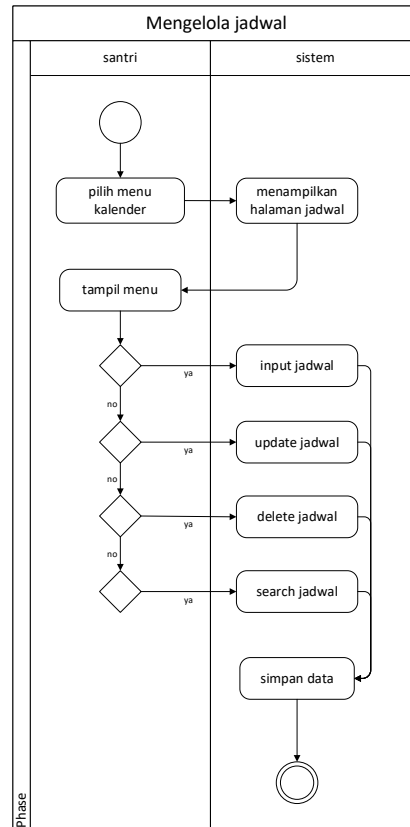 Mengelola jadwal
santri
sistem
pilih menu
kalender
menampilkan
halaman jadwal
tampil menu
ya
input jadwal
no
ya
update jadwal
no
ya
delete jadwal
no
ya
search jadwal
simpan data
Phase